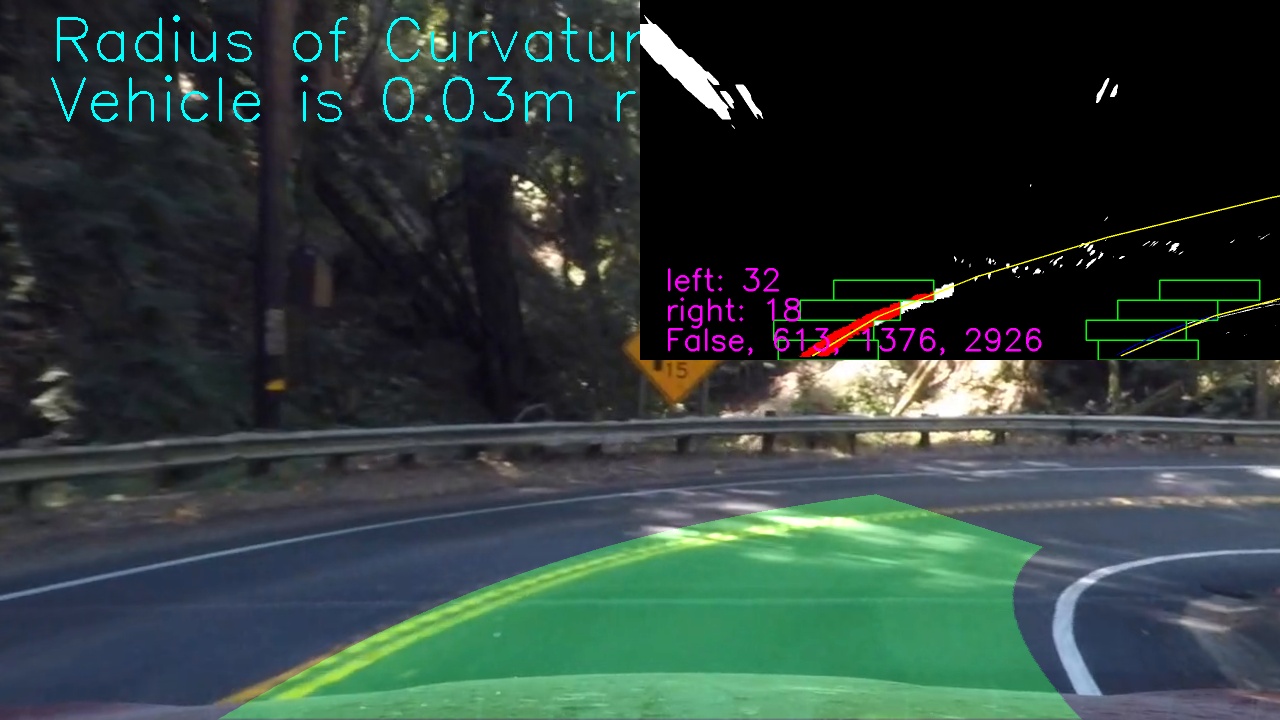 Radius of Curvatur
Vehicle is 0.03m r
left: 32
right: 18
False, 613, 1376, 2926
15